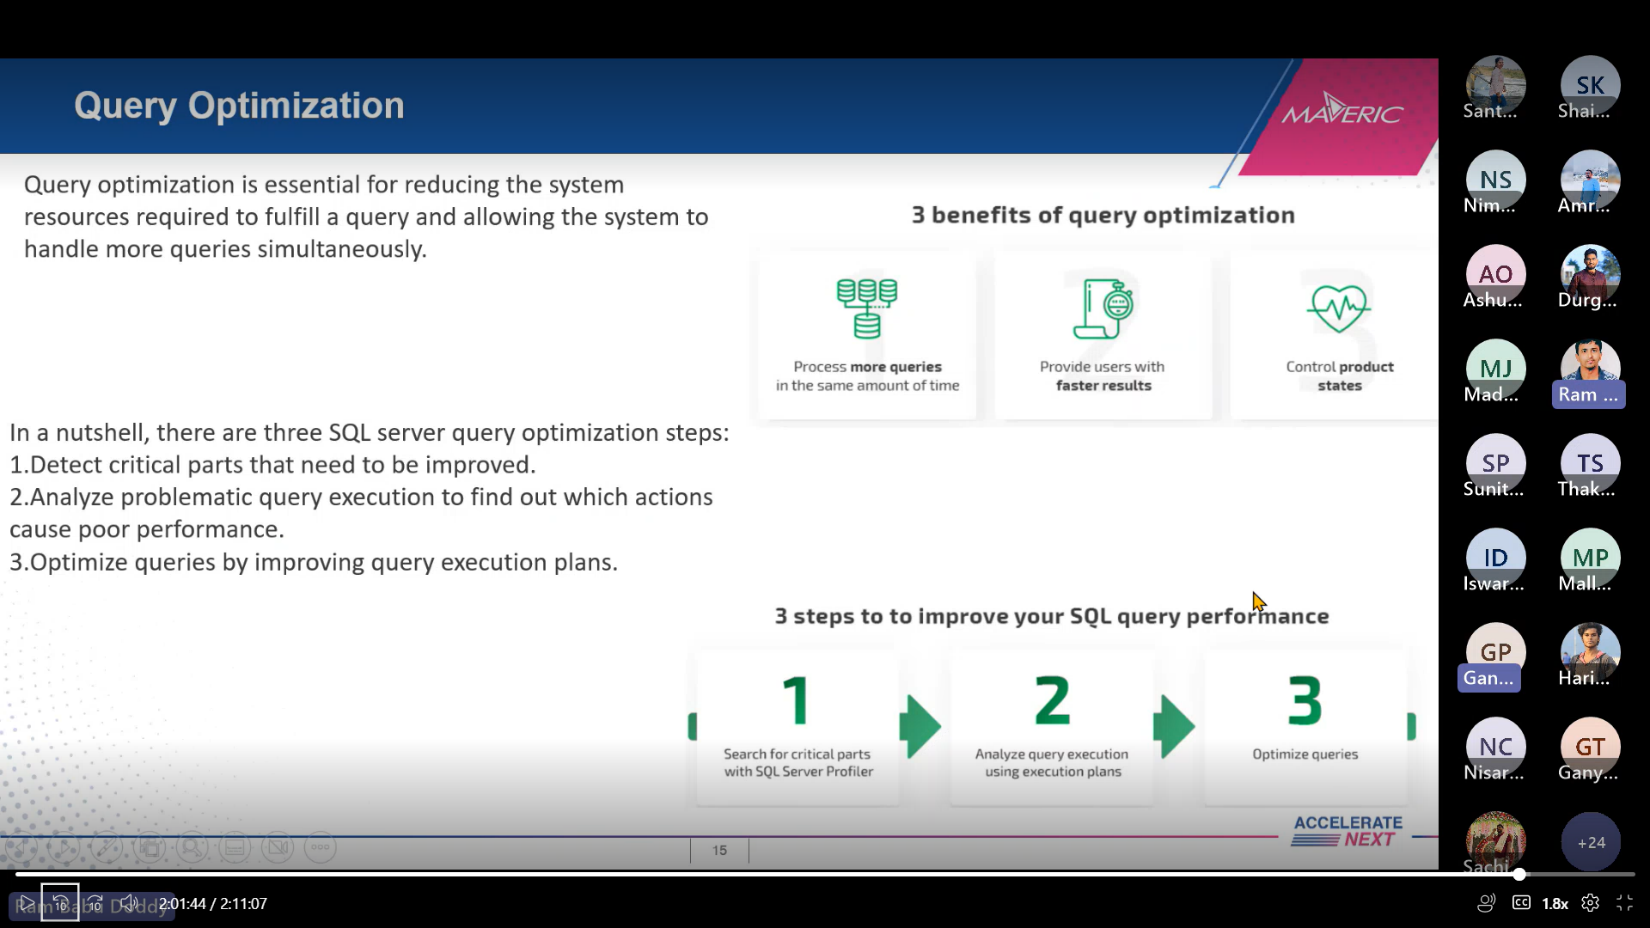 Query Optimization
MAVERIC
Query optimization is essential for reducing the system
resources required to fulfill a query and allowing the system to
handle more queries simultaneously.
3 benefits of query optimization
Process more queries
in the same amount of time
Provide users with
faster results
Control product
states
In a nutshell, there are three SQL server query optimization steps:
1.Detect critical parts that need to be improved.
2.Analyze problematic query execution to find out which actions
cause poor performance.
3.Optimize queries by improving query execution plans.
3 steps to to improve your SQL query performance
1
Search for critical parts
with SQL Server Profiler
2
Analyze query execution
using execution plans
3
Optimize queries
ACCELERATE
NEXT
15
Sant...
SK
Shai...
NS
Nim...
Amr...
AO
Ashu...
Durg...
MJ
Mad...
Ram ...
SP
Sunit...
TS
Thak...
ID
Iswar...
MP
Mall...
GP
Gan...
Hari...
NC
Nisar...
GT
Gany...
Sachi
+24
Ram Babu Doddy
10
10
2:01:44 / 2:11:07
CC
1.8x